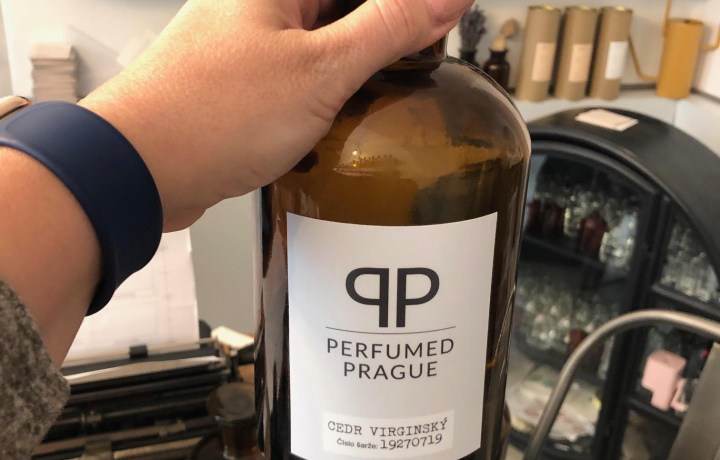 PP
PERFUMED
PRAGUE
CEDR VIRGINSKÝ
Číslo šarže: 19270719